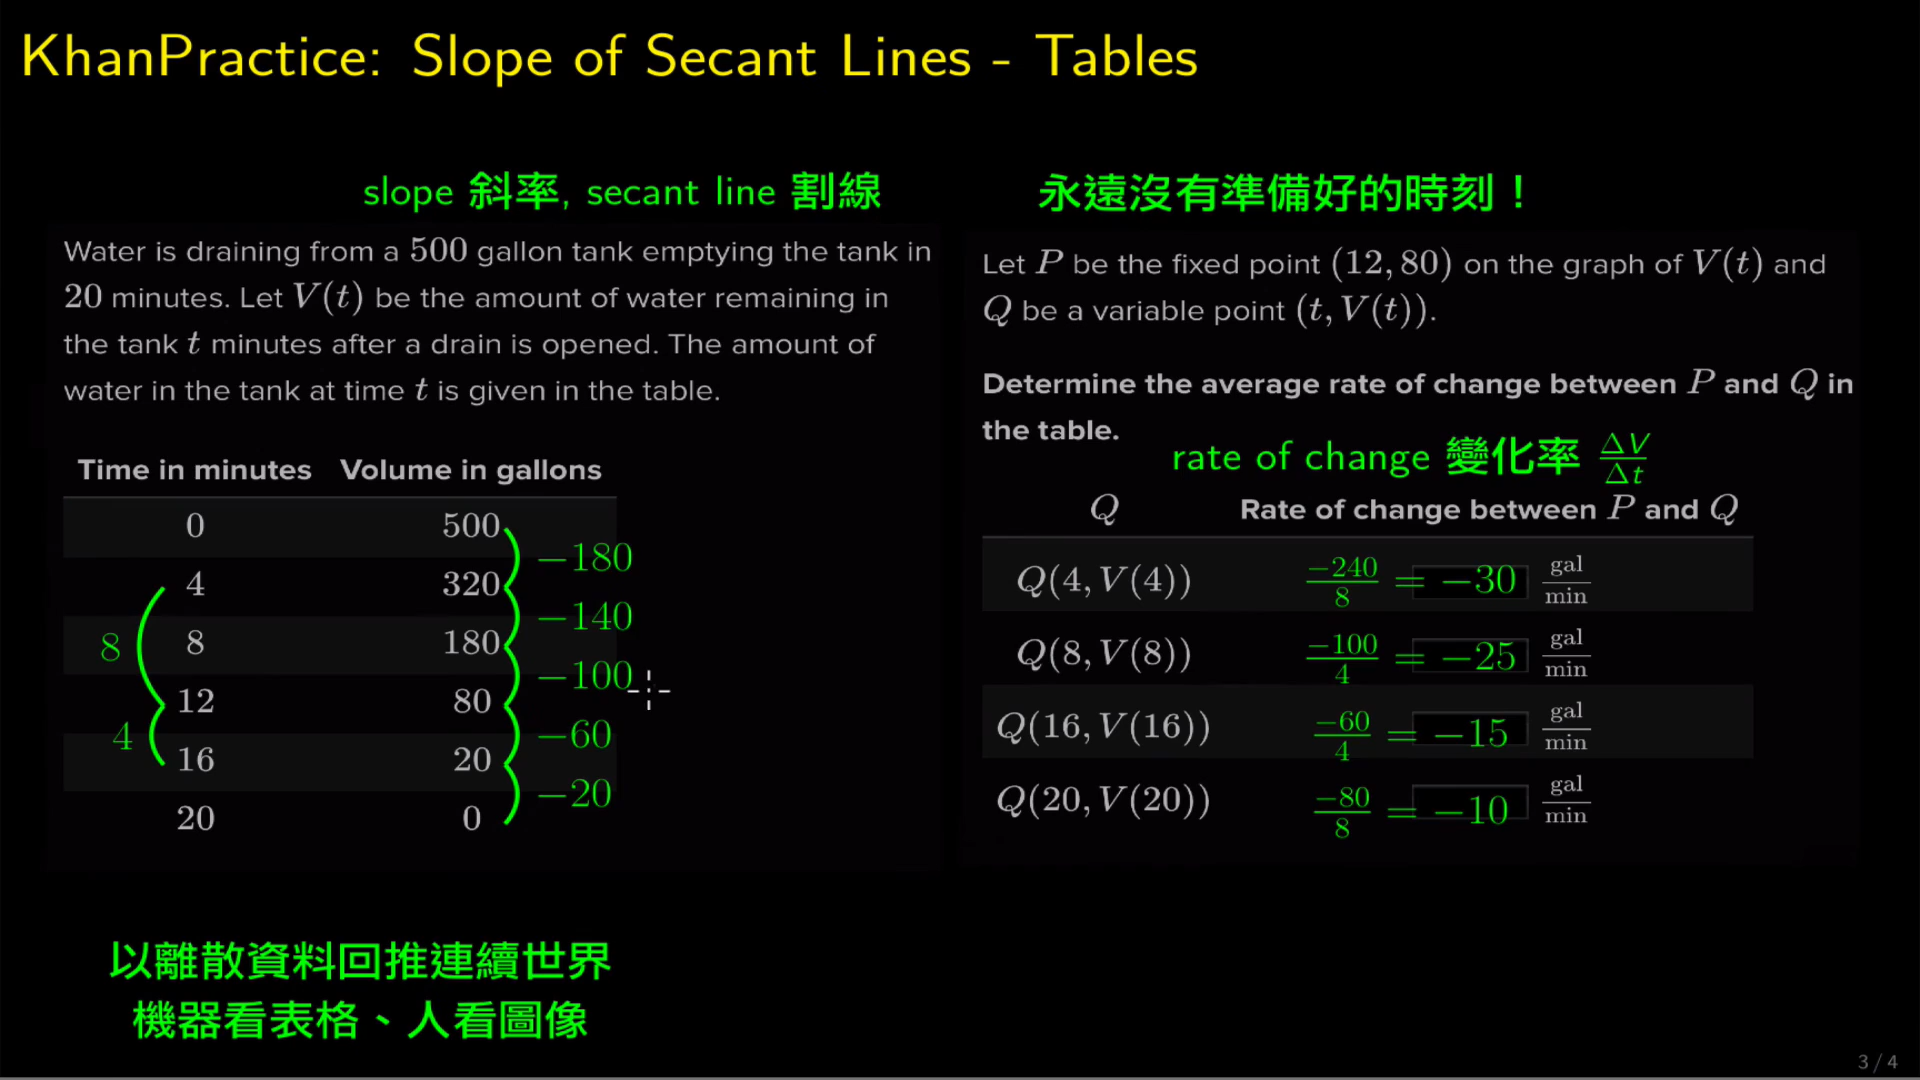 KhanPractice: Slope of Secant Lines - Tables
slope 斜率, secant line 割線
Water is draining from a 500 gallon tank emptying the tank in
20 minutes. Let V(t) be the amount of water remaining in
the tank t minutes after a drain is opened. The amount of
water in the tank at time t is given in the table.
Time in minutes Volume in gallons
0 500
-180
4 320
-140
8 8 180
-100
12 80
4 -60
16 20
-20
20 0
以離散資料回推連續世界
機器看表格、人看圖像
永遠沒有準備好的時刻！
Let P be the fixed point (12, 80) on the graph of V(t) and
Q be a variable point (t, V(t)).
Determine the average rate of change between P and Q in
the table.
rate of change 變化率 ΔV/Δt
Q Rate of change between P and Q
Q(4, V(4)) -240/8 = -30 gal/min
Q(8, V(8)) -100/4 = -25 gal/min
Q(16, V(16)) -60/4 = -15 gal/min
Q(20, V(20)) -80/8 = -10 gal/min
3 / 4